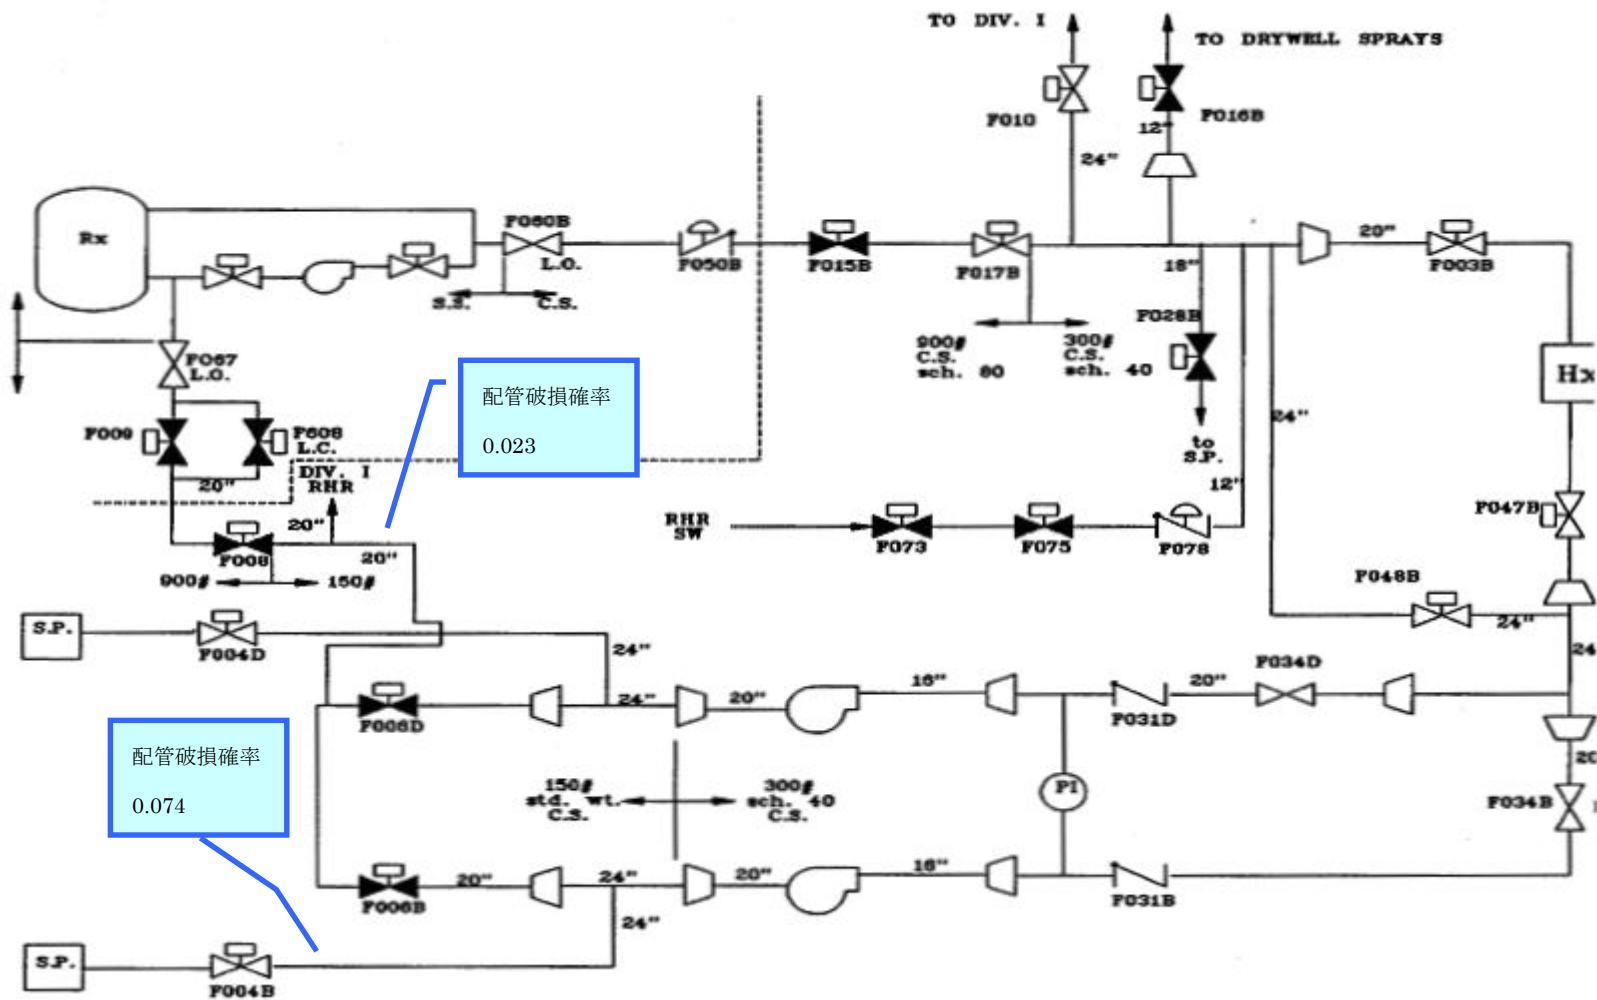 TO DIV. I
TO DRYWELL SPRAYS
F010
F016B
12"
24"
Rx
F060B
L.O.
F050B
F015B
F017B
18"
20"
F003B
S.S.
C.S.
F067
L.O.
900#
C.S.
sch. 80
300#
C.S.
sch. 40
F028B
Hx
配管破損確率
0.023
24"
to
S.P.
F009
F608
L.C.
20"
DIV. I
RHR
12"
RHR
SW
F073
F075
F078
F047B
20"
F008
20"
900#
150#
F048B
24"
S.P.
F004D
24"
24
F034D
F006D
24"
20"
16"
F031D
20"
配管破損確率
0.074
150#
std. wt.
C.S.
300#
sch. 40
C.S.
PI
20
F034B
F006B
20"
24"
20"
16"
F031B
24"
S.P.
F004B